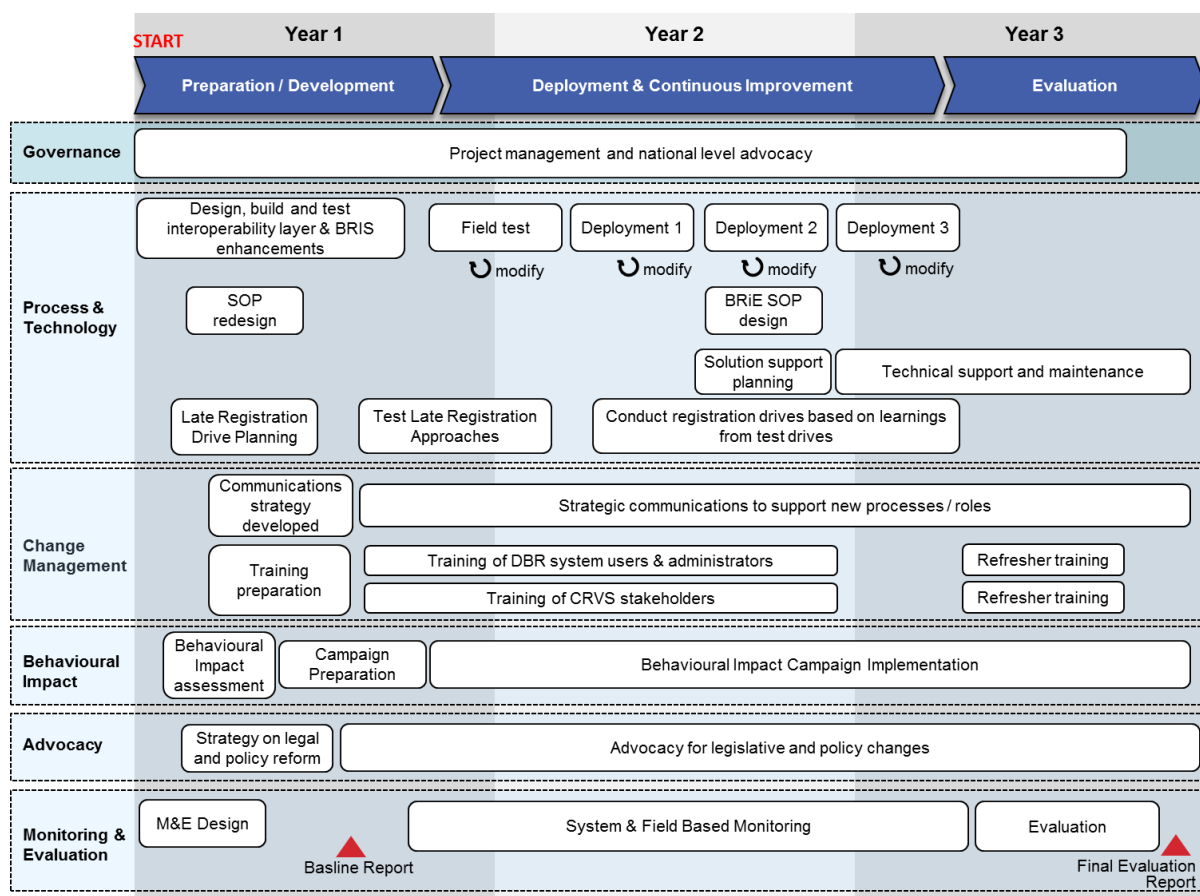 Year 1
Year 2
Year 3
START
Preparation / Development
Deployment & Continuous Improvement
Evaluation
Governance
Project management and national level advocacy
Process &
Technology
Design, build and test
interoperability layer & BRIS
enhancements
Field test
Deployment 1
Deployment 2
Deployment 3
modify
modify
modify
modify
SOP
redesign
BRiE SOP
design
Solution support
planning
Technical support and maintenance
Late Registration
Drive Planning
Test Late Registration
Approaches
Conduct registration drives based on learnings
from test drives
Change
Management
Communications
strategy
developed
Strategic communications to support new processes / roles
Training
preparation
Training of DBR system users & administrators
Refresher training
Training of CRVS stakeholders
Refresher training
Behavioural
Impact
Behavioural
Impact
assessment
Campaign
Preparation
Behavioural Impact Campaign Implementation
Advocacy
Strategy on legal
and policy reform
Advocacy for legislative and policy changes
Monitoring &
Evaluation
M&E Design
Basline Report
System & Field Based Monitoring
Evaluation
Final Evaluation
Report